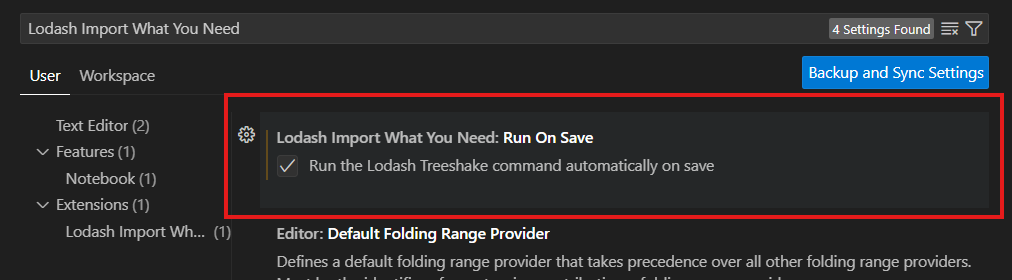 Lodash Import What You Need
4 Settings Found
User
Workspace
Backup and Sync Settings
Text Editor (2)
Features (1)
Notebook (1)
Extensions (1)
Lodash Import Wh... (1)
Lodash Import What You Need: Run On Save
Run the Lodash Treeshake command automatically on save
Editor: Default Folding Range Provider
Defines a default folding range provider that takes precedence over all other folding range providers.